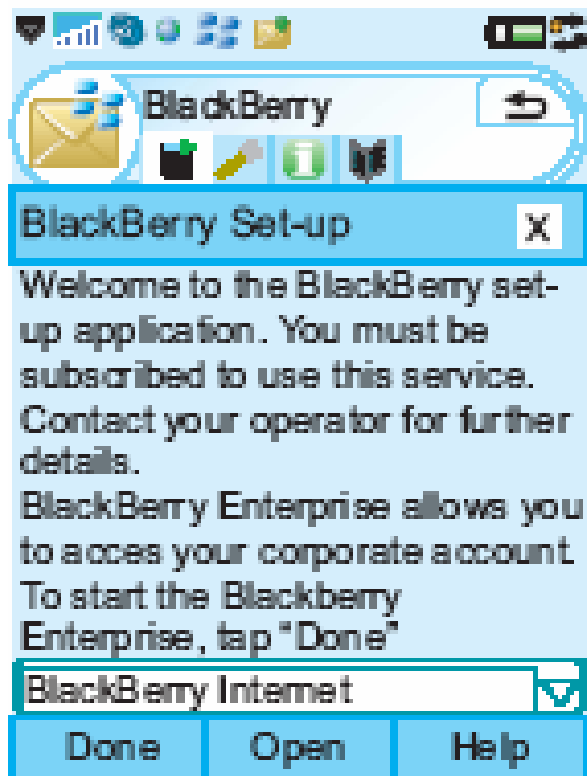 BlackBerry
BlackBerry Set-up X
Welcome to the BlackBerry set-
up application. You must be
subscribed to use this service.
Contact your operator for further
details.
BlackBerry Enterprise allows you
to acces your corporate account.
To start the Blackberry
Enterprise, tap "Done"
BlackBerry Internet
Done Open Help